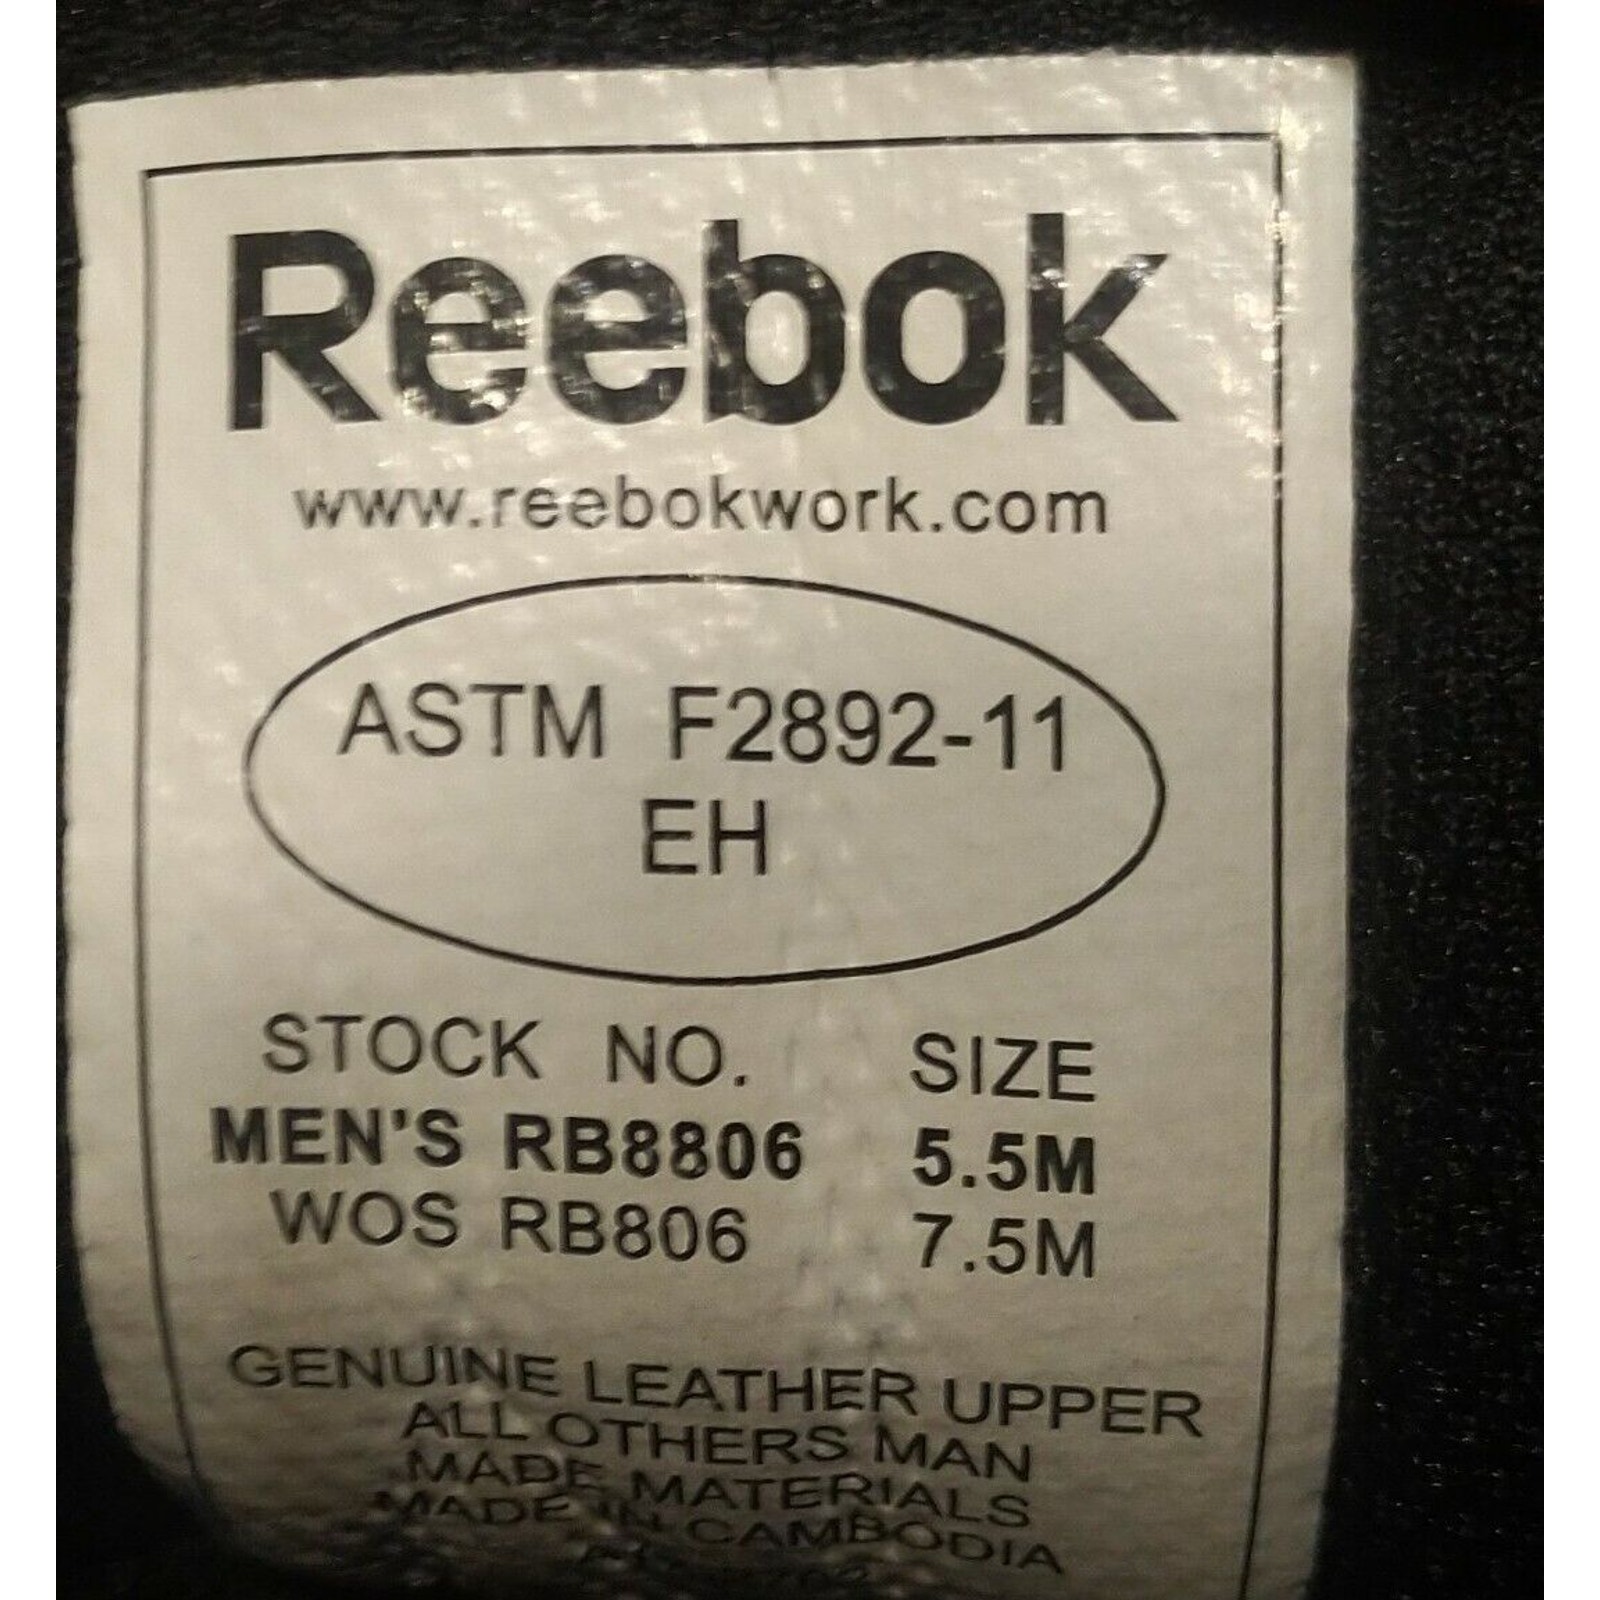 Reebok
www.reebokwork.com
ASTM F2892-11
EH
STOCK NO. SIZE
MEN'S RB8806 5.5M
WOS RB806 7.5M
GENUINE LEATHER UPPER
ALL OTHERS MAN
MADE MATERIALS
MADE IN CAMBODIA